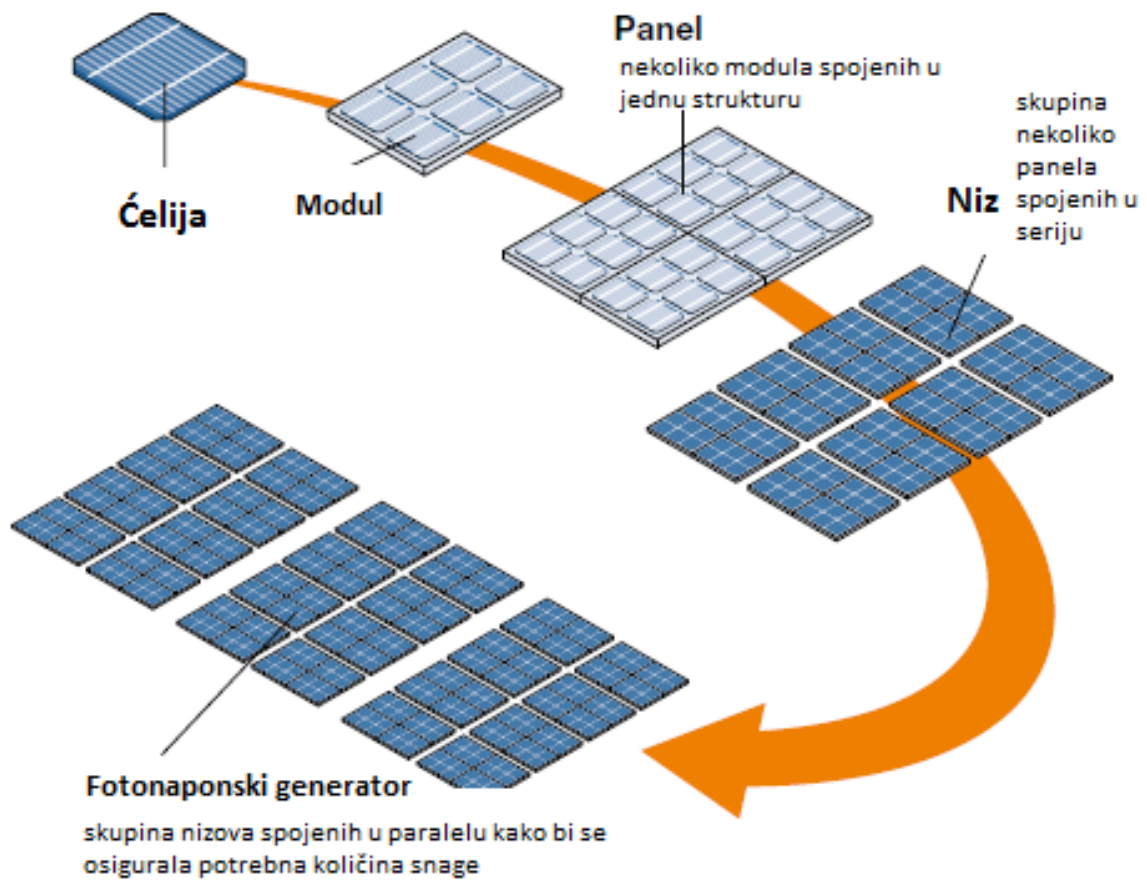 Panel
nekoliko modula spojenih u
jednu strukturu
skupina
nekoliko
panela
spojenih u
seriju
Niz
Ćelija
Modul
Fotonaponski generator
skupina nizova spojenih u paralelu kako bi se
osigurala potrebna količina snage